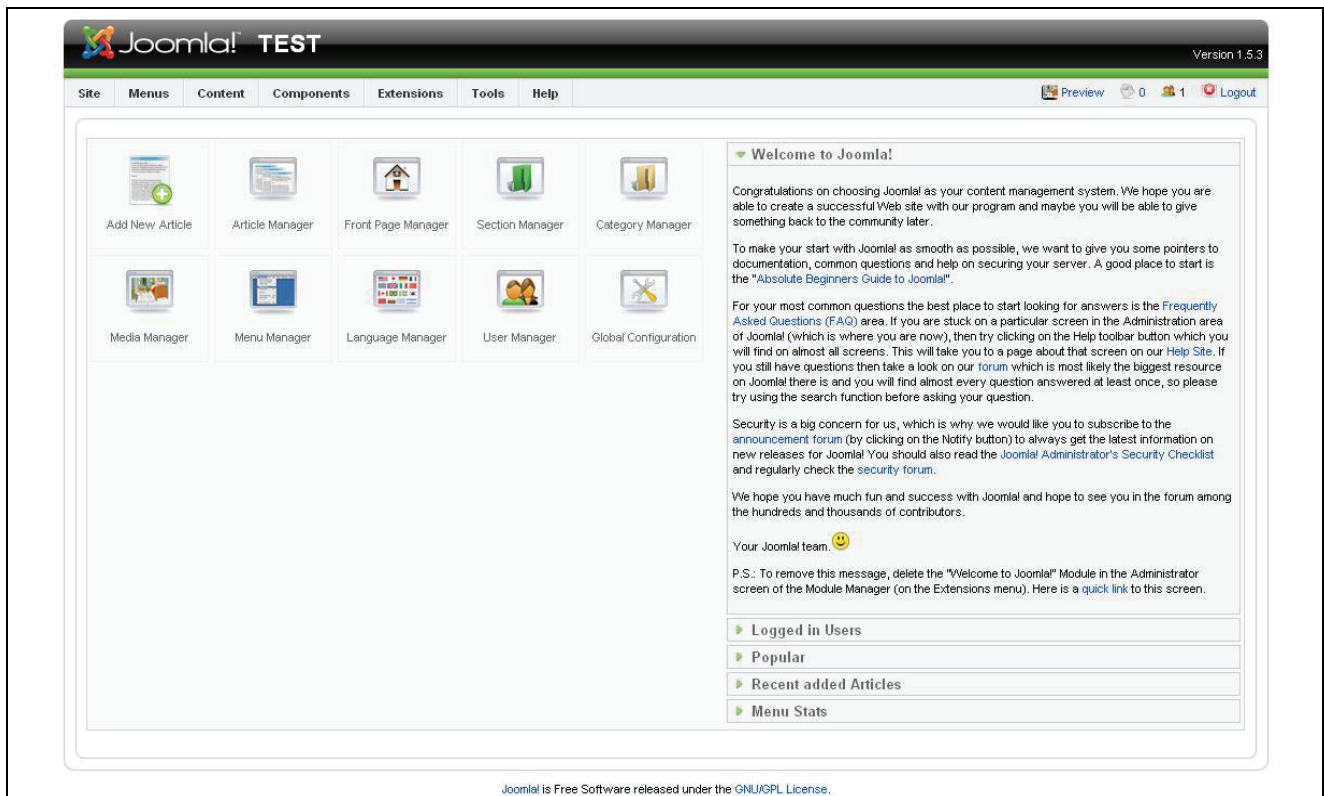 Joomla! TEST
Version 1.5.3
Site Menus Content Components Extensions Tools Help Preview 0 1 Logout
Add New Article Article Manager Front Page Manager Section Manager Category Manager
Media Manager Menu Manager Language Manager User Manager Global Configuration
Welcome to Joomla!
Congratulations on choosing Joomla! as your content management system. We hope you are
able to create a successful Web site with our program and maybe you will be able to give
something back to the community later.
To make your start with Joomla! as smooth as possible, we want to give you some pointers to
documentation, common questions and help on securing your server. A good place to start is
the "Absolute Beginners Guide to Joomla!".
For your most common questions the best place to start looking for answers is the Frequently
Asked Questions (FAQ) area. If you are stuck on a particular screen in the Administration area
of Joomla! (which is where you are now), then try clicking on the Help toolbar button which you
will find on almost all screens. This will take you to a page about that screen on our Help Site. If
you still have questions then take a look on our forum which is most likely the biggest resource
on Joomla! there is and you will find almost every question answered at least once, so please
try using the search function before asking your question.
Security is a big concern for us, which is why we would like you to subscribe to the
announcement forum (by clicking on the Notify button) to always get the latest information on
new releases for Joomla! You should also read the Joomla! Administrator's Security Checklist
and regularly check the security forum.
We hope you have much fun and success with Joomla! and hope to see you in the forum among
the hundreds and thousands of contributors.
Your Joomla! team.
P.S.: To remove this message, delete the "Welcome to Joomla!" Module in the Administrator
screen of the Module Manager (on the Extensions menu). Here is a quick link to this screen.
Logged in Users
Popular
Recent added Articles
Menu Stats
Joomla! is Free Software released under the GNU/GPL License.